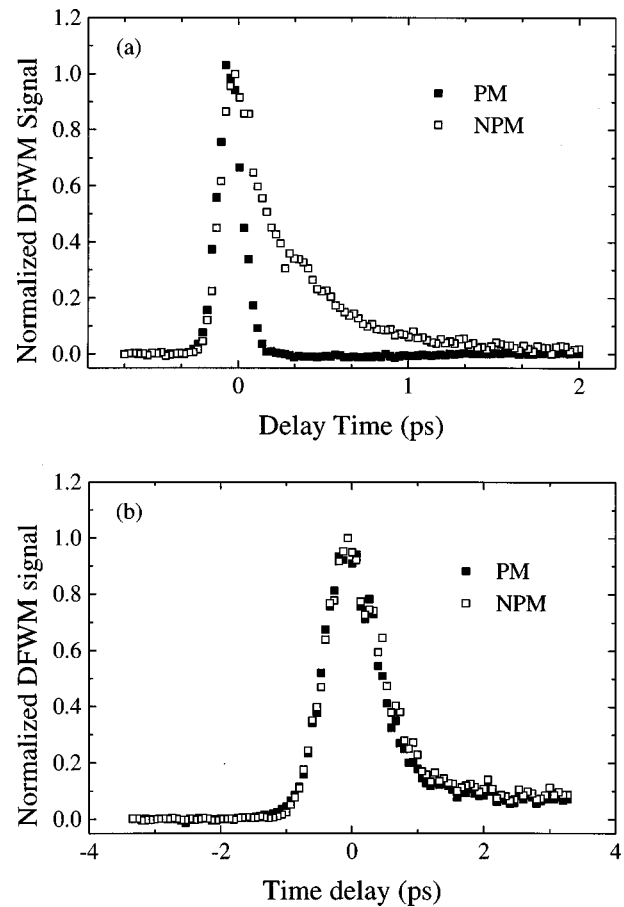 (a)
PM
NPM
Normalized DFWM Signal
1.2
1.0
0.8
0.6
0.4
0.2
0.0
0
1
2
Delay Time (ps)
(b)
PM
NPM
Normalized DFWM signal
1.2
1.0
0.8
0.6
0.4
0.2
0.0
-4
-2
0
2
4
Time delay (ps)